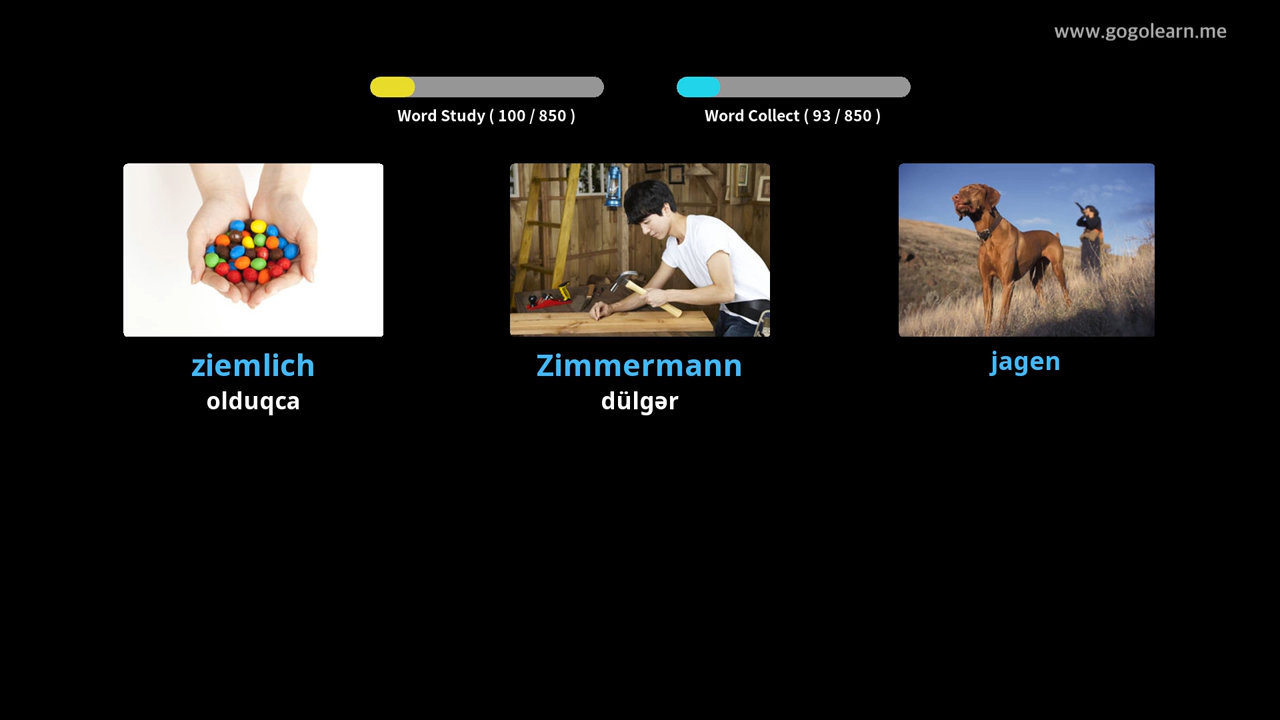 www.gogolearn.me
Word Study ( 100 / 850 )
Word Collect ( 93 / 850 )
ziemlich
olduqca
Zimmermann
dülgər
jagen